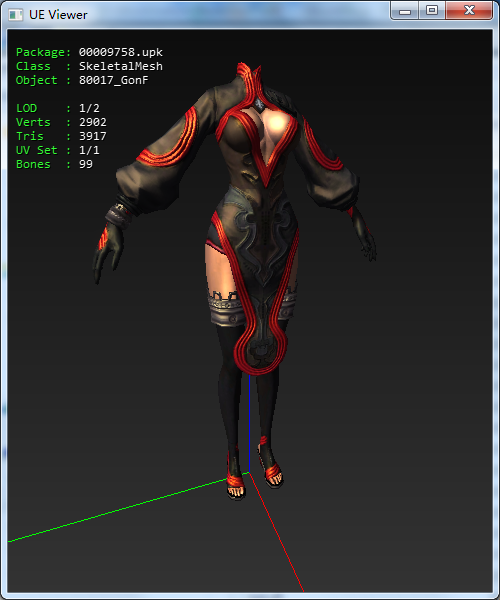 UE Viewer
Package: 00009758.upk
Class : SkeletalMesh
Object : 80017_GonF
LOD : 1/2
Verts : 2902
Tris : 3917
UV Set : 1/1
Bones : 99